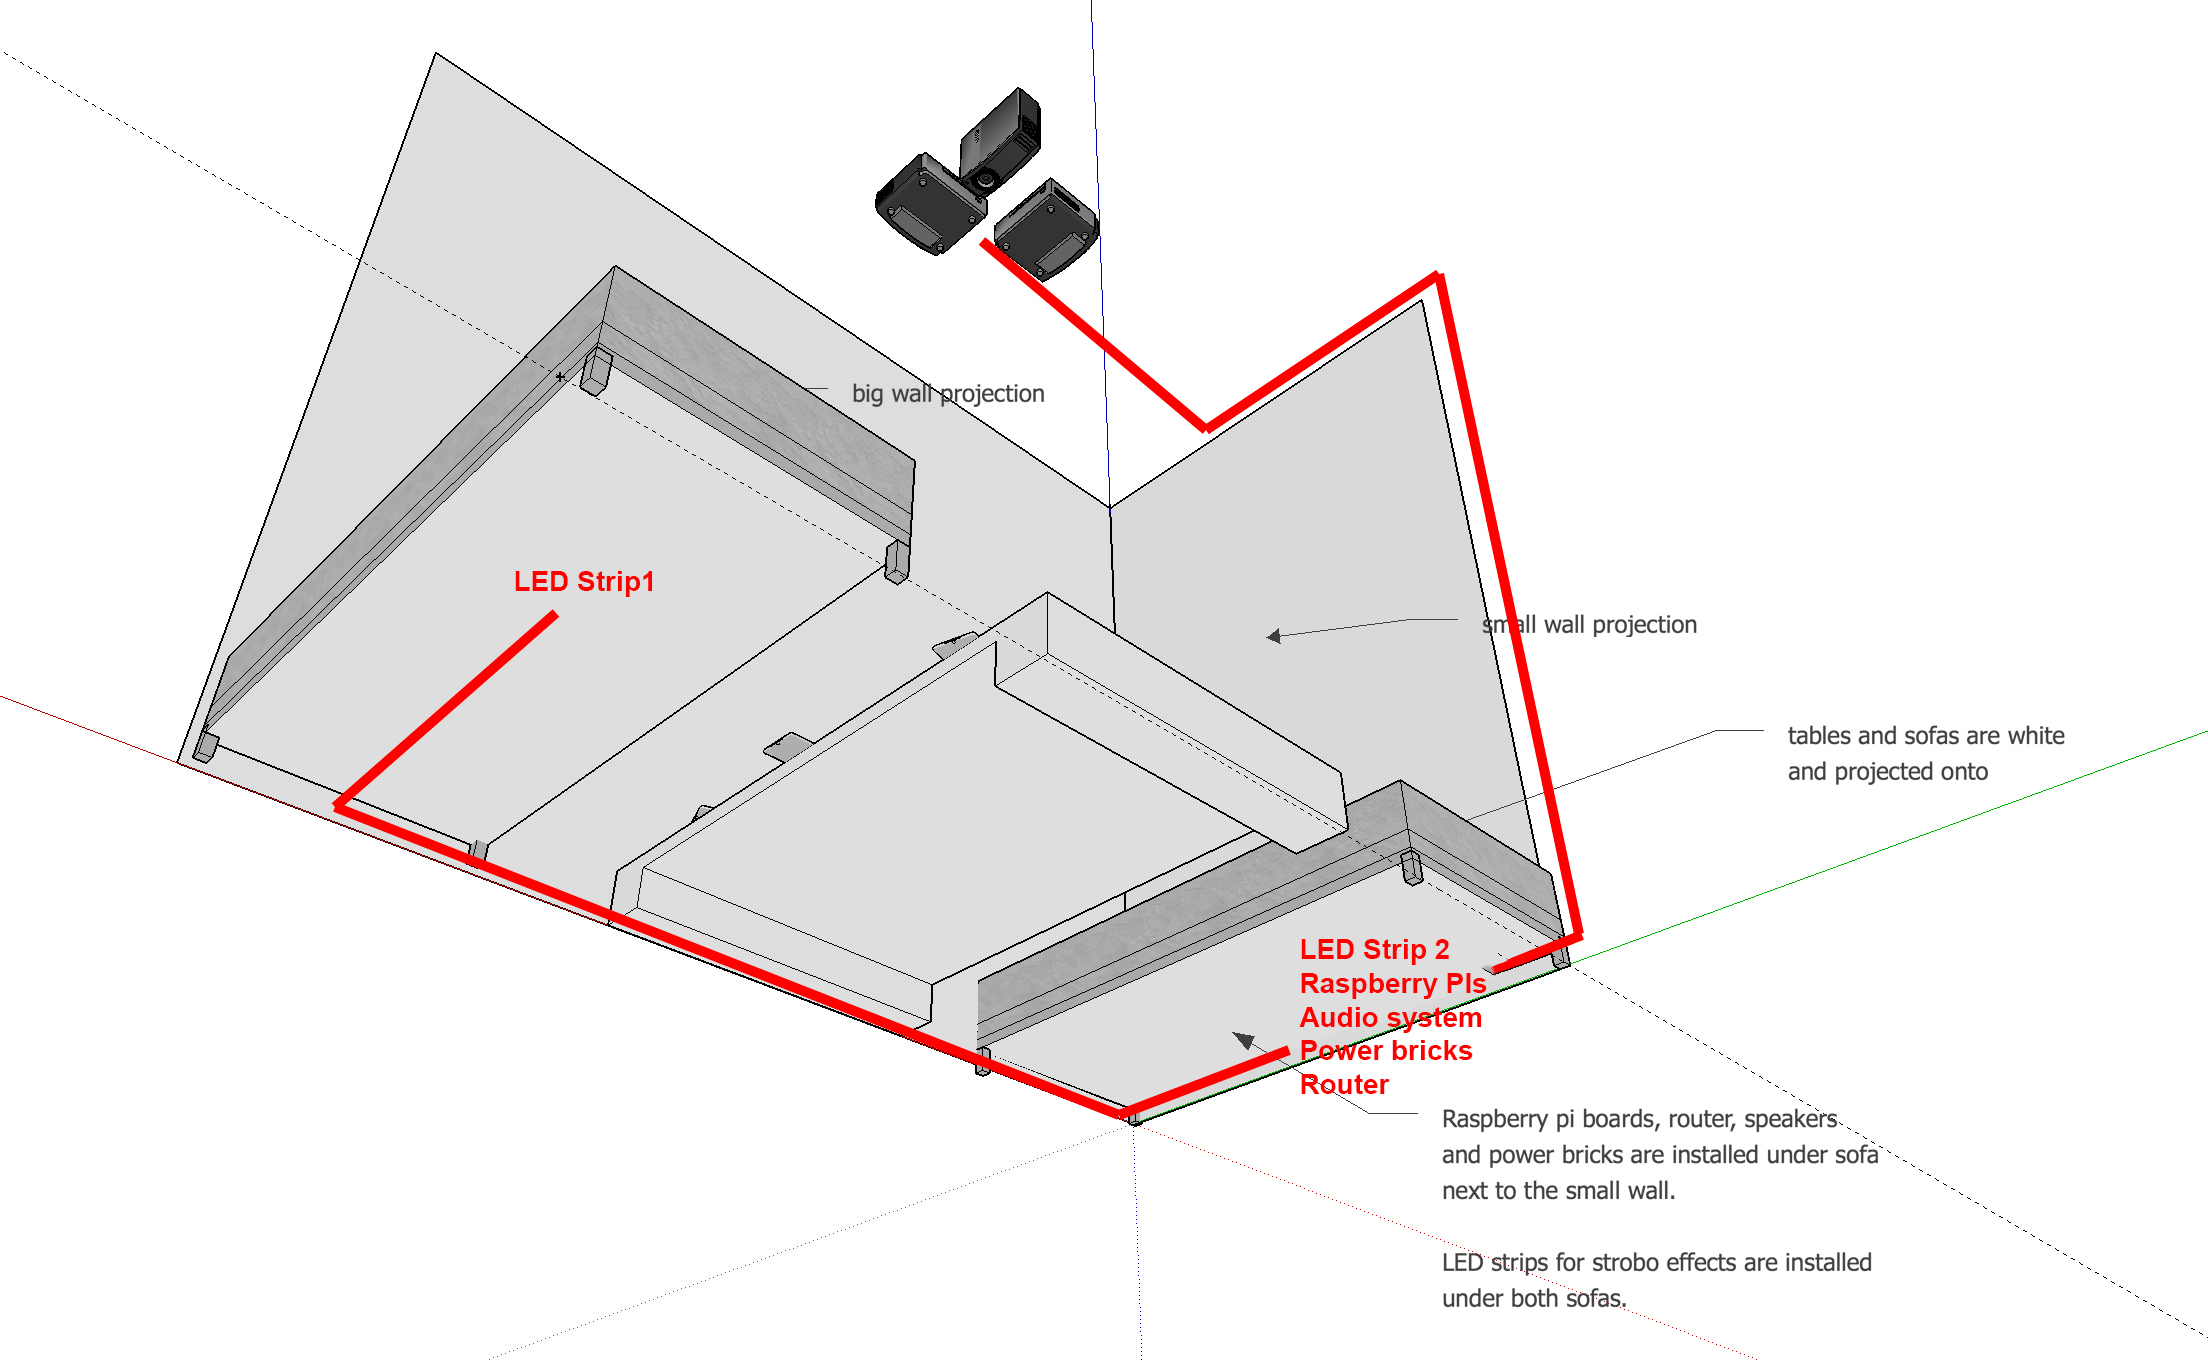 big wall projection
LED Strip1
small wall projection
tables and sofas are white
and projected onto
LED Strip 2
Raspberry PIs
Audio system
Power bricks
Router
Raspberry pi boards, router, speakers
and power bricks are installed under sofa
next to the small wall.
LED strips for strobo effects are installed
under both sofas.